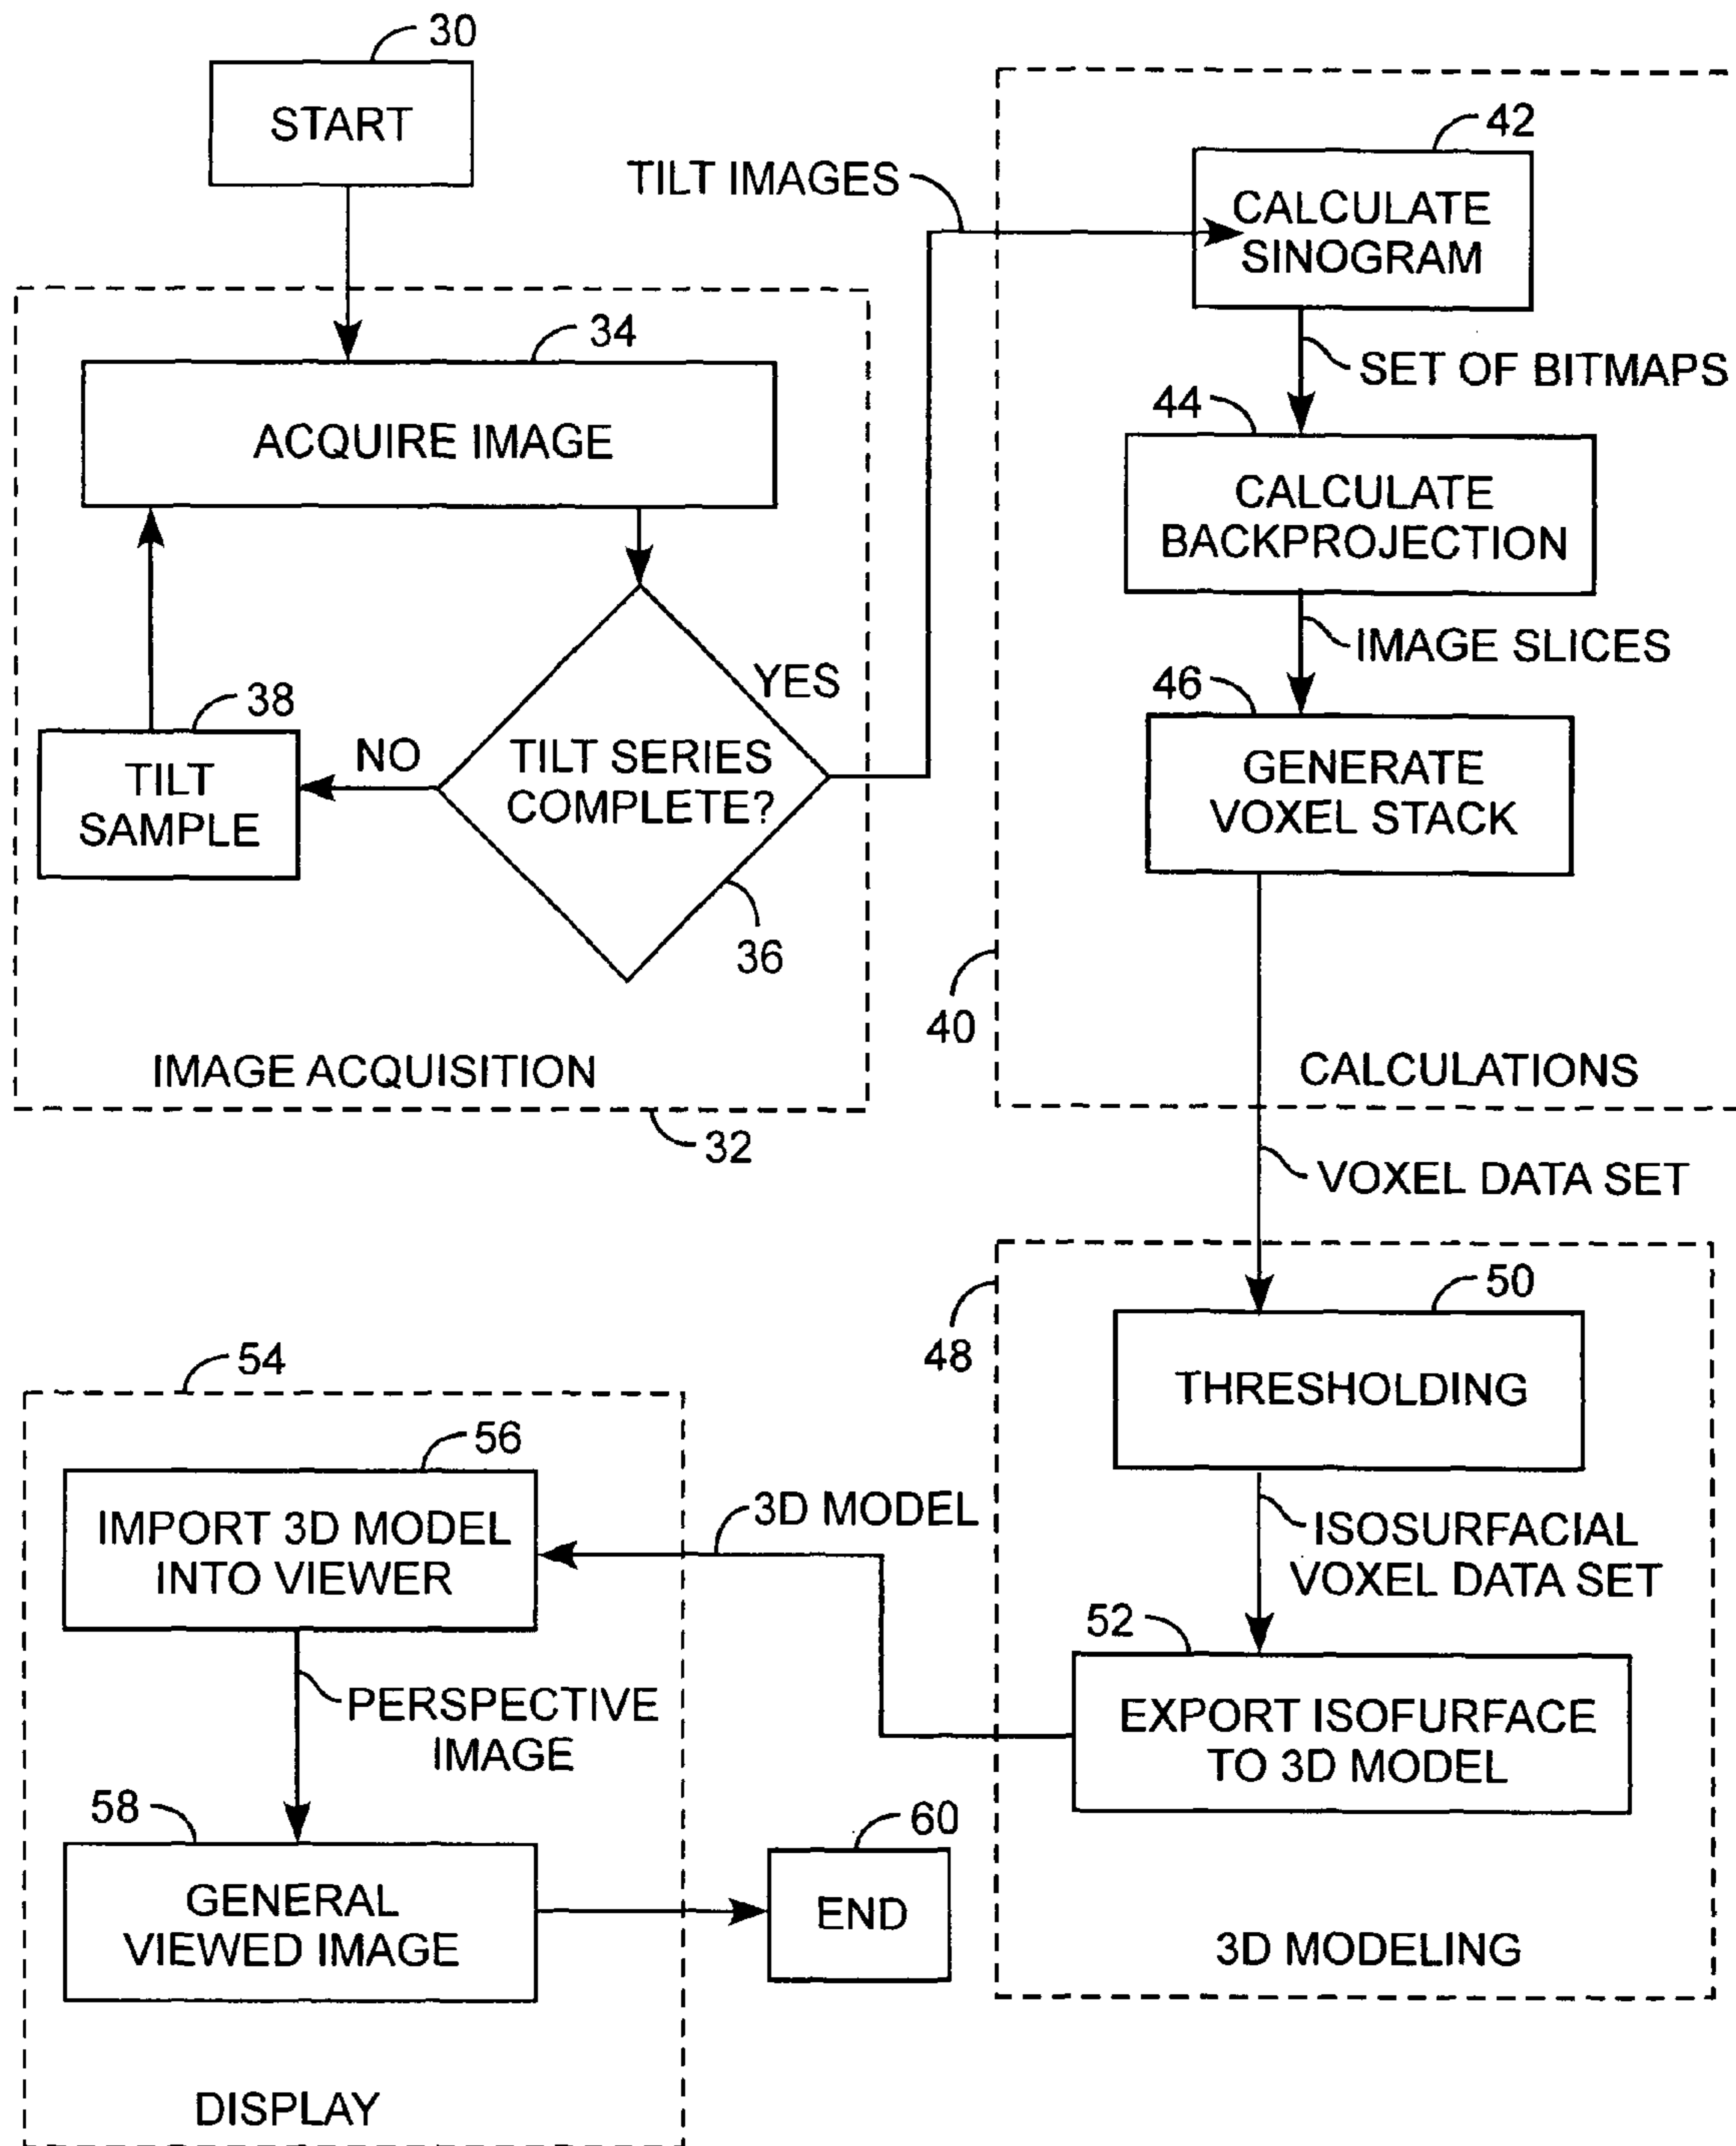 30
START
34
ACQUIRE IMAGE
YES
TILT SERIES
COMPLETE?
NO
38
TILT
SAMPLE
36
IMAGE ACQUISITION
32
TILT IMAGES
42
CALCULATE
SINOGRAM
SET OF BITMAPS
44
CALCULATE
BACKPROJECTION
IMAGE SLICES
46
GENERATE
VOXEL STACK
40
CALCULATIONS
VOXEL DATA SET
48
50
THRESHOLDING
ISOSURFACIAL
VOXEL DATA SET
52
EXPORT ISOFURFACE
TO 3D MODEL
3D MODELING
3D MODEL
54
56
IMPORT 3D MODEL
INTO VIEWER
PERSPECTIVE
IMAGE
58
GENERAL
VIEWED IMAGE
60
END
DISPLAY